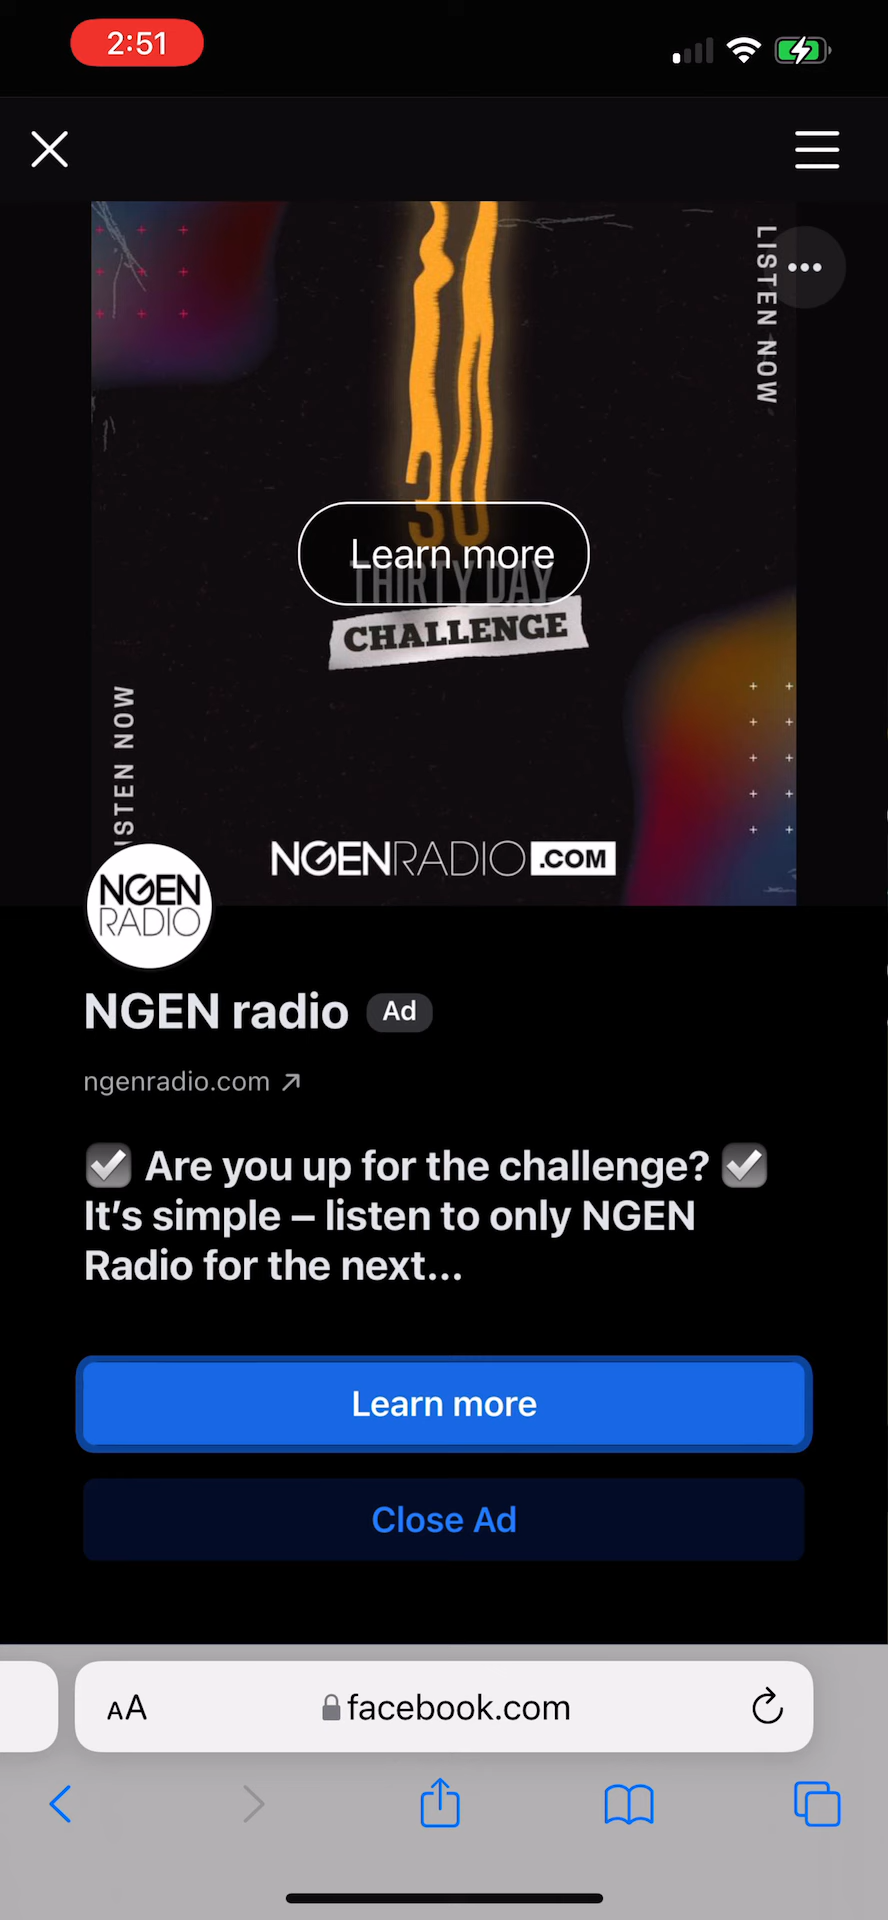 2:51
LISTEN NOW
30
Learn more
THIRTY DAY
CHALLENGE
ISTEN NOW
NGENRADIO.COM
NGEN
RADIO
NGEN radio Ad
ngenradio.com
Are you up for the challenge?
It’s simple – listen to only NGEN
Radio for the next...
Learn more
Close Ad
AA facebook.com